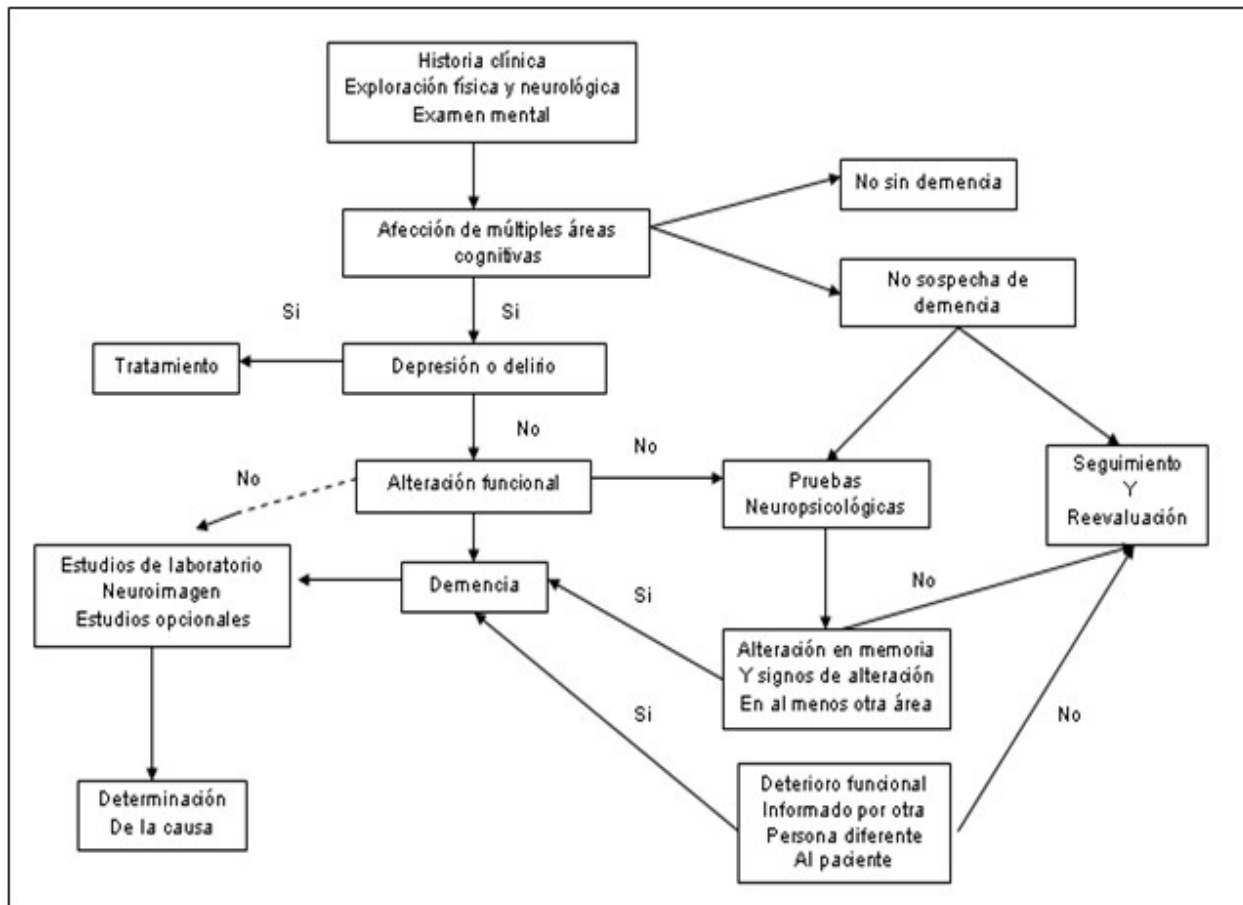 Historia clínica
Exploración física y neurológica
Examen mental
No sin demencia
Afección de múltiples áreas
cognitivas
No sospecha de
demencia
Si
Si
Tratamiento
Depresión o delirio
No
No
No
Alteración funcional
Pruebas
Neuropsicológicas
Seguimiento
Y
Reevaluación
Estudios de laboratorio
Neuroimagen
Estudios opcionales
Demencia
Si
No
Alteración en memoria
Y signos de alteración
En al menos otra área
Si
No
Determinación
De la causa
Deterioro funcional
Informado por otra
Persona diferente
Al paciente